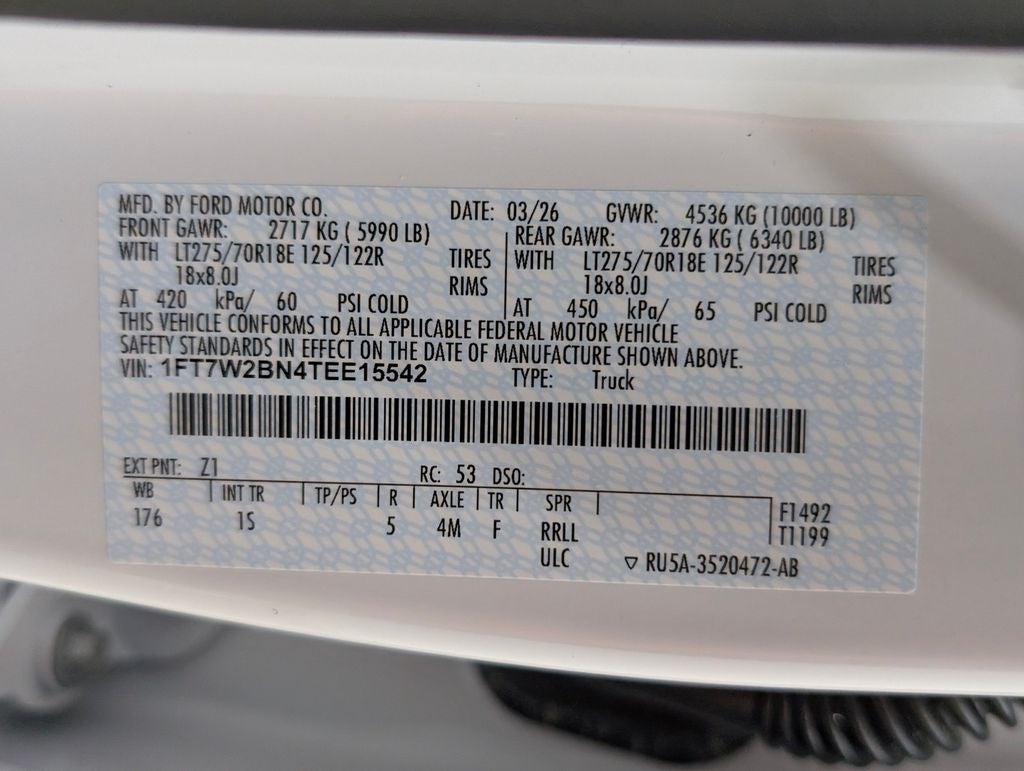 MFD. BY FORD MOTOR CO. DATE: 03/26 GVWR: 4536 KG (10000 LB)
FRONT GAWR: 2717 KG ( 5990 LB) REAR GAWR: 2876 KG ( 6340 LB)
WITH LT275/70R18E 125/122R TIRES WITH LT275/70R18E 125/122R TIRES
18x8.0J RIMS 18x8.0J RIMS
AT 420 kPa/ 60 PSI COLD AT 450 kPa/ 65 PSI COLD
THIS VEHICLE CONFORMS TO ALL APPLICABLE FEDERAL MOTOR VEHICLE
SAFETY STANDARDS IN EFFECT ON THE DATE OF MANUFACTURE SHOWN ABOVE.
VIN: 1FT7W2BN4TEE15542 TYPE: Truck
EXT PNT: Z1 RC: 53 DSO:
WB INT TR TP/PS R AXLE TR SPR F1492
176 1S 5 4M F RRLL T1199
ULC ▽ RU5A-3520472-AB